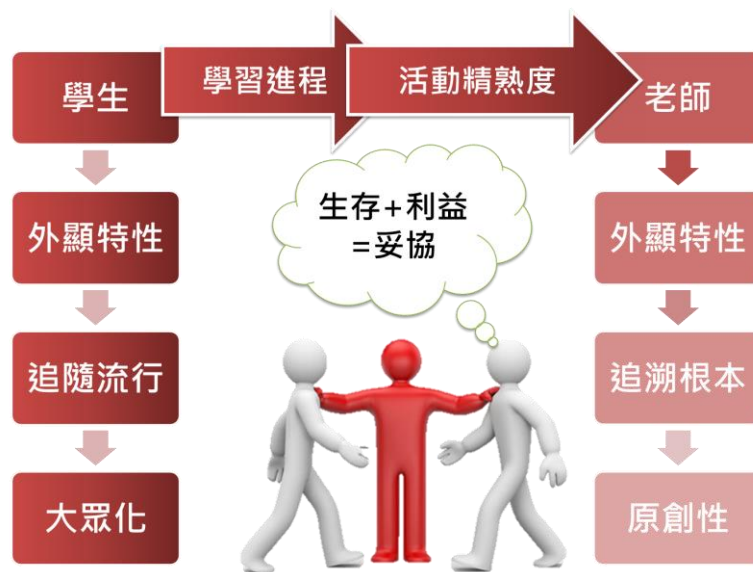 學生
學習進程
活動精熟度
老師
外顯特性
追隨流行
大眾化
生存+利益
=妥協
外顯特性
追溯根本
原創性